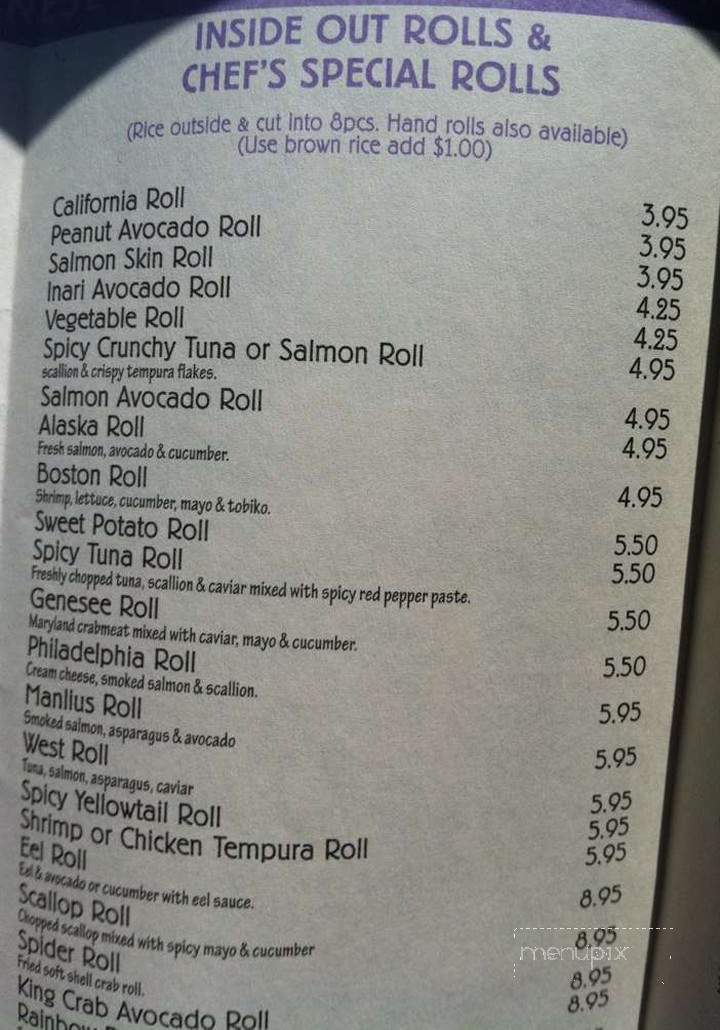 INSIDE OUT ROLLS &
CHEF'S SPECIAL ROLLS
(Rice outside & cut into 8pcs. Hand rolls also available)
(Use brown rice add $1.00)
California Roll 3.95
Peanut Avocado Roll 3.95
Salmon Skin Roll 3.95
Inari Avocado Roll 4.25
Vegetable Roll 4.25
Spicy Crunchy Tuna or Salmon Roll 4.95
scallion & crispy tempura flakes.
Salmon Avocado Roll 4.95
Alaska Roll 4.95
Fresh salmon, avocado & cucumber.
Boston Roll 4.95
Shrimp, lettuce, cucumber, mayo & tobiko.
Sweet Potato Roll 5.50
Spicy Tuna Roll 5.50
Freshly chopped tuna, scallion & caviar mixed with spicy red pepper paste.
Genesee Roll 5.50
Maryland crabmeat mixed with caviar, mayo & cucumber.
Philadelphia Roll 5.50
Cream cheese, smoked salmon & scallion.
Manlius Roll 5.95
Smoked salmon, asparagus & avocado
West Roll 5.95
Tuna, salmon, asparagus, caviar
Spicy Yellowtail Roll 5.95
Shrimp or Chicken Tempura Roll 5.95
Eel Roll 5.95
Eel & avocado or cucumber with eel sauce.
Scallop Roll 8.95
Chopped scallop mixed with spicy mayo & cucumber
Spider Roll 8.95
Fried soft shell crab roll.
King Crab Avocado Roll 8.95
Rainbow 8.95
menupix